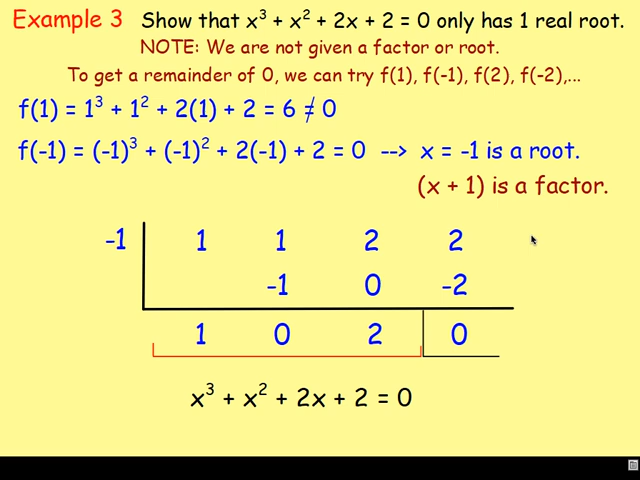 Example 3 Show that x³ + x² + 2x + 2 = 0 only has 1 real root.
NOTE: We are not given a factor or root.
To get a remainder of 0, we can try f(1), f(-1), f(2), f(-2),...
f(1) = 1³ + 1² + 2(1) + 2 = 6 ≠ 0
f(-1) = (-1)³ + (-1)² + 2(-1) + 2 = 0 --> x = -1 is a root.
(x + 1) is a factor.
-1 1 1 2 2
-1 0 -2
1 0 2 0
x³ + x² + 2x + 2 = 0